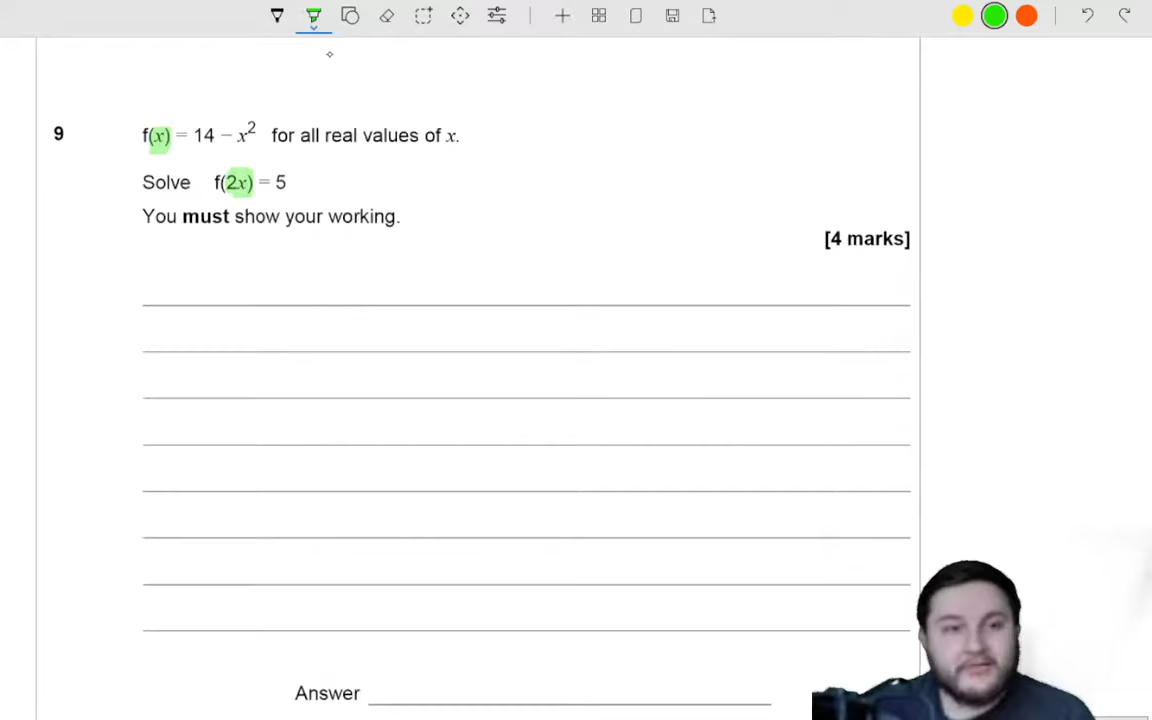 9 f(x) = 14 − x² for all real values of x.
Solve f(2x) = 5
You must show your working.
[4 marks]
Answer